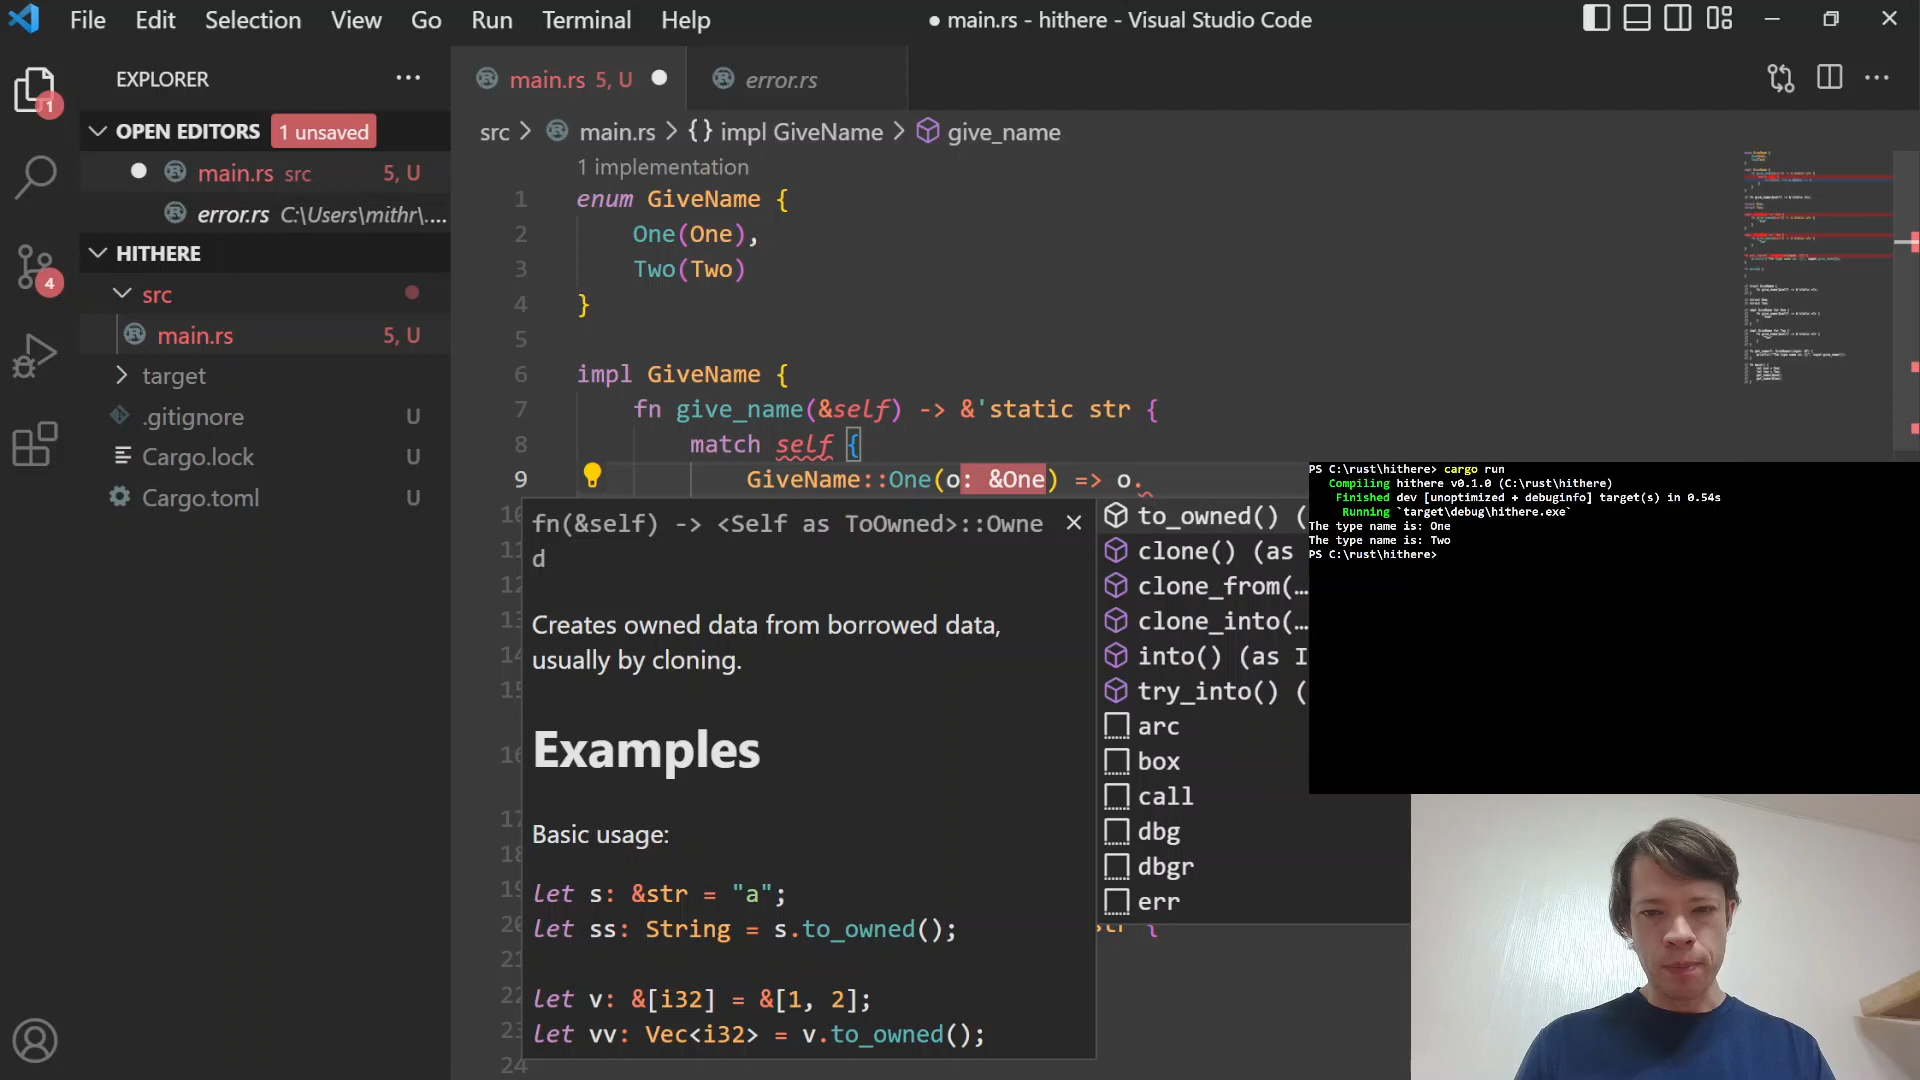 File Edit Selection View Go Run Terminal Help
● main.rs - hithere - Visual Studio Code
EXPLORER
OPEN EDITORS 1 unsaved
main.rs src 5, U
error.rs C:\Users\mithr\....
HITHERE
src
main.rs 5, U
target
.gitignore U
Cargo.lock U
Cargo.toml U
1
4
main.rs 5, U
error.rs
src > main.rs > {} impl GiveName > give_name
1 implementation
1 enum GiveName {
2 One(One),
3 Two(Two)
4 }
5
6 impl GiveName {
7 fn give_name(&self) -> &'static str {
8 match self {
9 GiveName::One(o: &One) => o.
fn(&self) -> <Self as ToOwned>::Owne
d
Creates owned data from borrowed data,
usually by cloning.
Examples
Basic usage:
let s: &str = "a";
let ss: String = s.to_owned();
let v: &[i32] = &[1, 2];
let vv: Vec<i32> = v.to_owned();
24
to_owned() (
clone() (as
clone_from(…
clone_into(…
into() (as I
try_into() (
arc
box
call
dbg
dbgr
err
PS C:\rust\hithere> cargo run
Compiling hithere v0.1.0 (C:\rust\hithere)
Finished dev [unoptimized + debuginfo] target(s) in 0.54s
Running `target\debug\hithere.exe`
The type name is: One
The type name is: Two
PS C:\rust\hithere>